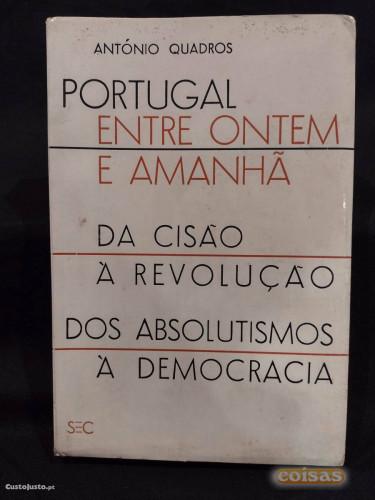 ANTÓNIO QUADROS
PORTUGAL
ENTRE ONTEM
E AMANHÃ
DA CISÃO
À REVOLUÇÃO
DOS ABSOLUTISMOS
À DEMOCRACIA
SEC
CustoJusto.pt
coisas